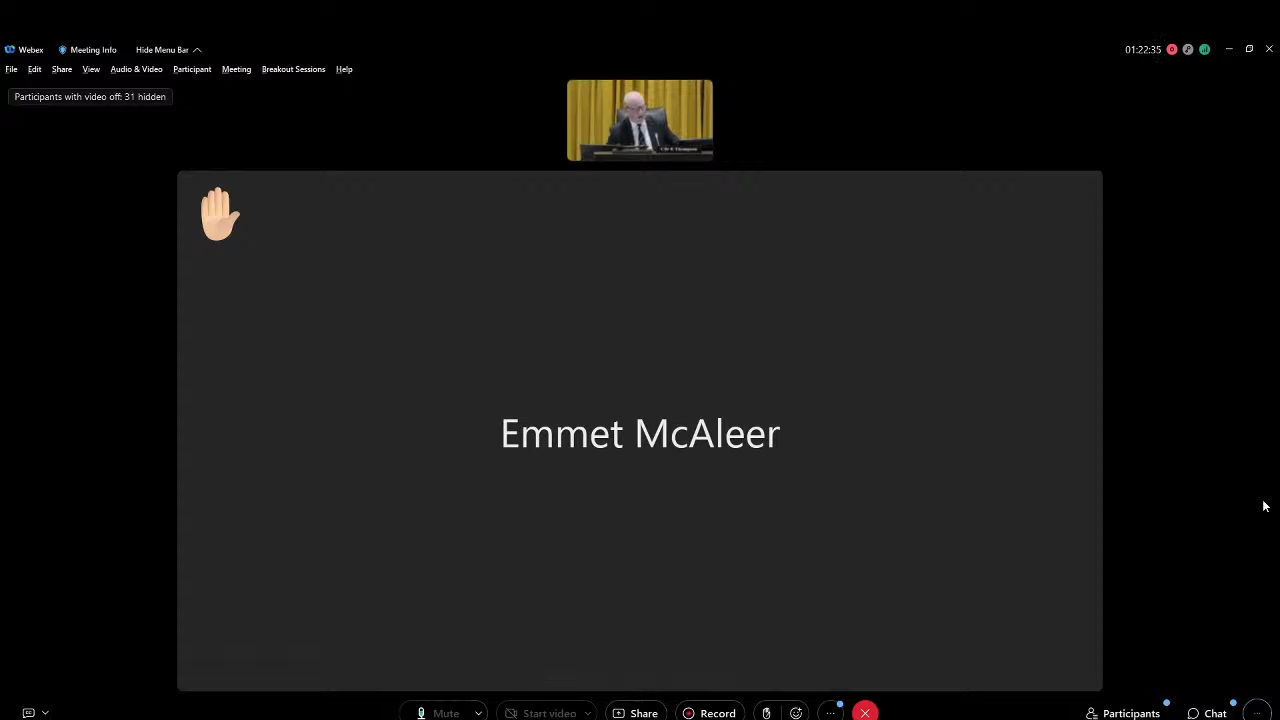 Webex Meeting Info Hide Menu Bar 01:22:35
File Edit Share View Audio & Video Participant Meeting Breakout Sessions Help
Participants with video off: 31 hidden
Emmet McAleer
Mute Start video Share Record Participants Chat